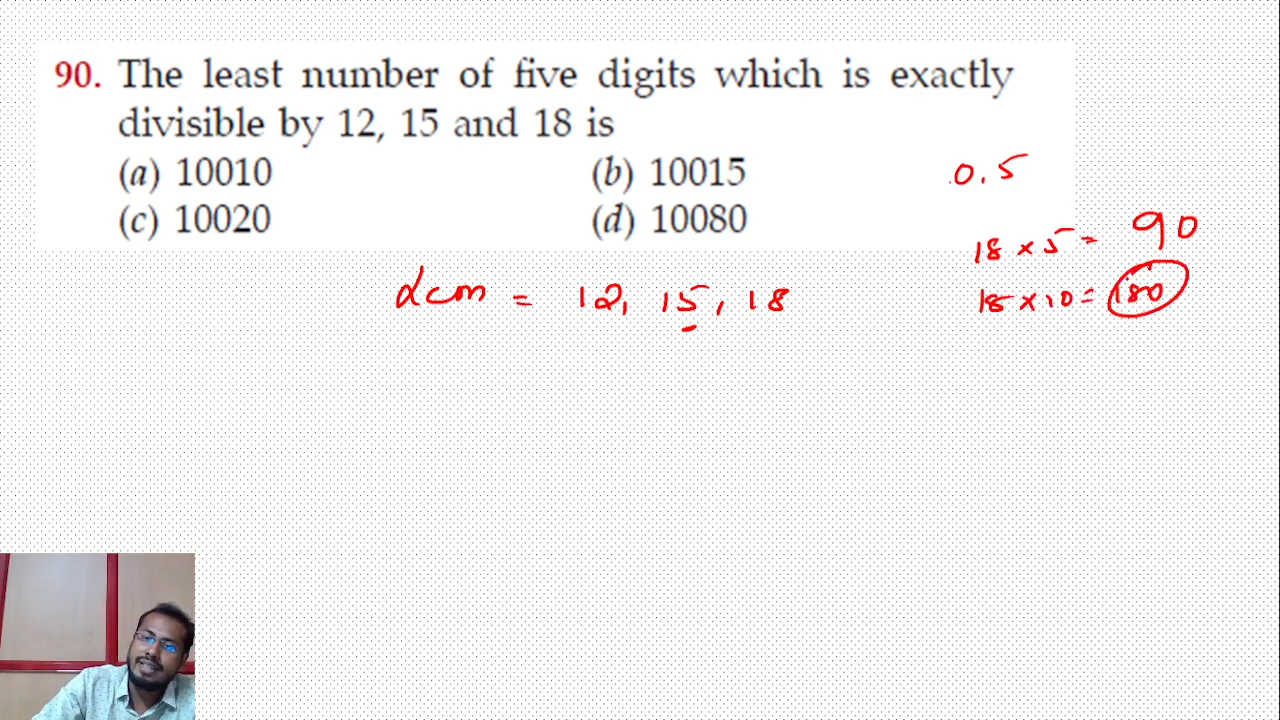 90. The least number of five digits which is exactly
divisible by 12, 15 and 18 is
(a) 10010 (b) 10015
(c) 10020 (d) 10080
0.5
18 x 5 = 90
18 x 10 = 180
Lcm = 12, 15, 18